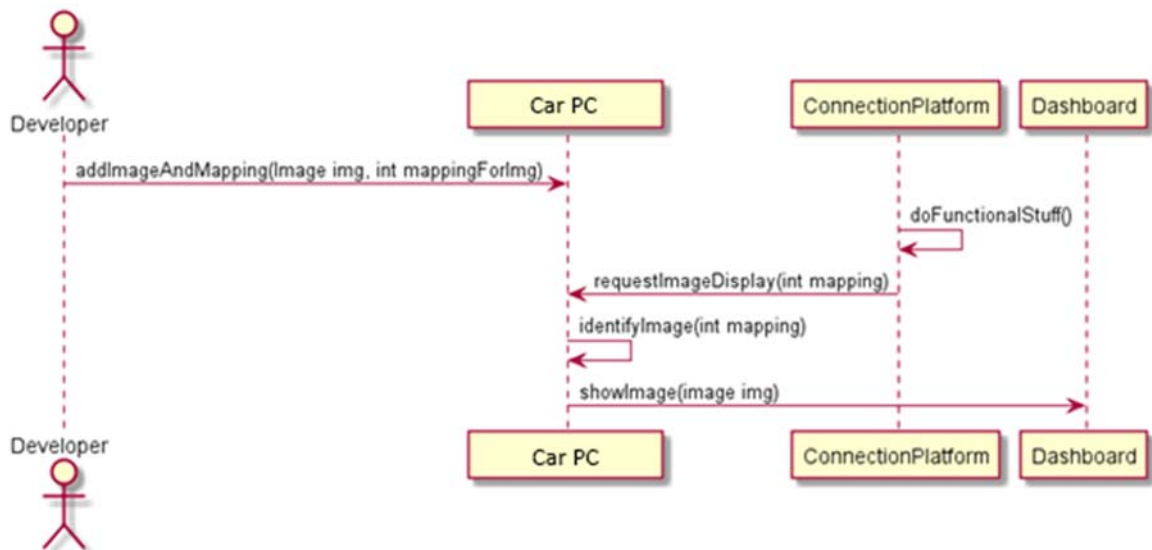 Developer
Car PC
ConnectionPlatform
Dashboard
addImageAndMapping(Image img, int mappingForImg)
doFunctionalStuff()
requestImageDisplay(int mapping)
identifyImage(int mapping)
showImage(image img)
Developer
Car PC
ConnectionPlatform
Dashboard